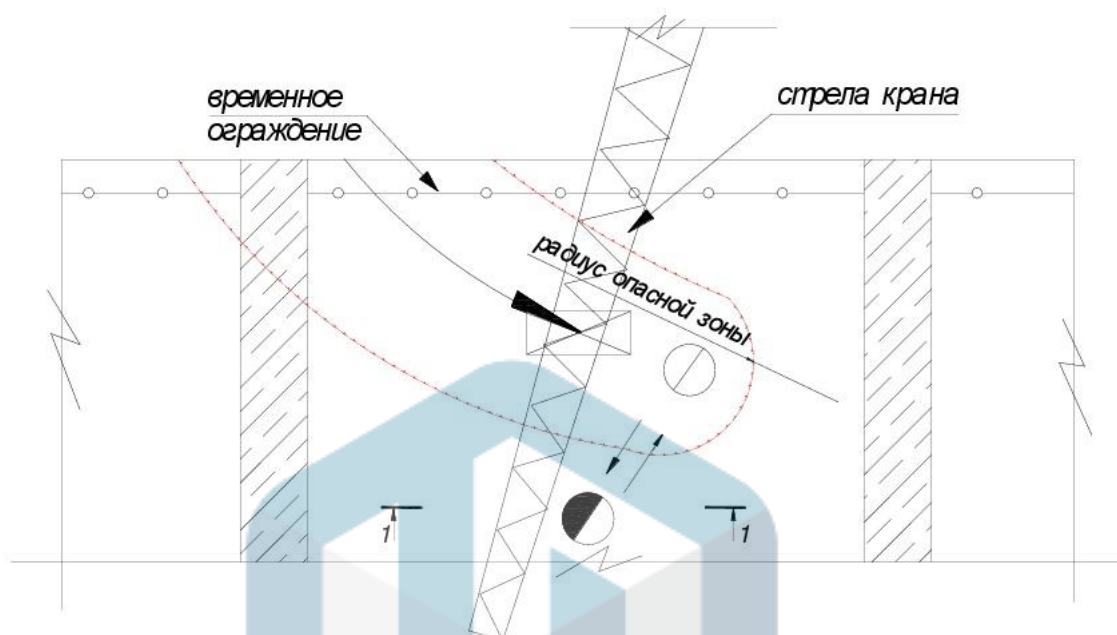 временное
ограждение
стрела крана
радиус опасной зоны
1
1